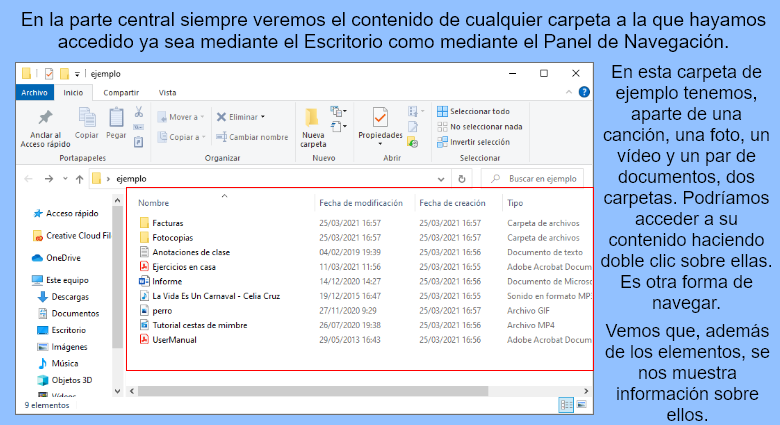 En la parte central siempre veremos el contenido de cualquier carpeta a la que hayamos
accedido ya sea mediante el Escritorio como mediante el Panel de Navegación.
ejemplo
Archivo Inicio Compartir Vista
Anclar al
Acceso rápido
Copiar
Pegar
Portapapeles
Mover a
Copiar a
Eliminar
Cambiar nombre
Organizar
Nueva
carpeta
Nuevo
Propiedades
Abrir
Seleccionar todo
No seleccionar nada
Invertir selección
Seleccionar
ejemplo
Buscar en ejemplo
Acceso rápido
Creative Cloud Fil
OneDrive
Este equipo
Descargas
Documentos
Escritorio
Imágenes
Música
Objetos 3D
Vídeos
Nombre Fecha de modificación Fecha de creación Tipo
Facturas 25/03/2021 16:57 25/03/2021 16:57 Carpeta de archivos
Fotocopias 25/03/2021 16:57 25/03/2021 16:57 Carpeta de archivos
Anotaciones de clase 04/02/2019 19:39 25/03/2021 16:56 Documento de texto
Ejercicios en casa 11/03/2021 11:56 25/03/2021 16:55 Adobe Acrobat Docum
Informe 14/12/2020 14:27 25/03/2021 16:56 Documento de Microso
La Vida Es Un Carnaval - Celia Cruz 19/12/2015 16:47 25/03/2021 16:55 Sonido en formato MP3
perro 27/11/2020 9:29 25/03/2021 16:57 Archivo GIF
Tutorial cestas de mimbre 26/07/2020 19:38 25/03/2021 16:56 Archivo MP4
UserManual 29/05/2013 16:43 25/03/2021 16:56 Adobe Acrobat Docum
9 elementos
En esta carpeta de
ejemplo tenemos,
aparte de una
canción, una foto, un
vídeo y un par de
documentos, dos
carpetas. Podríamos
acceder a su
contenido haciendo
doble clic sobre ellas.
Es otra forma de
navegar.
Vemos que, además
de los elementos, se
nos muestra
información sobre
ellos.